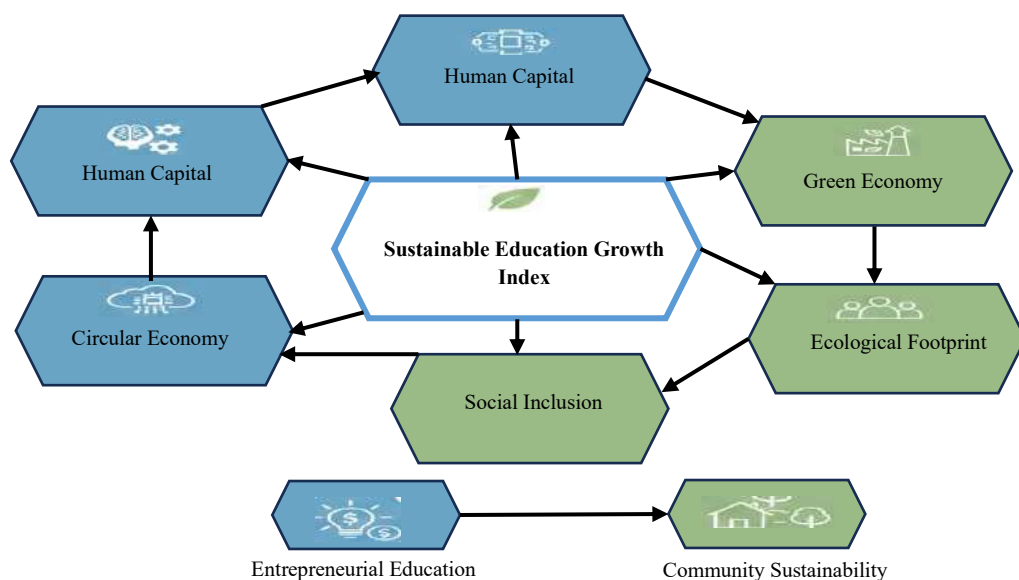 Human Capital
Human Capital
Green Economy
Sustainable Education Growth
Index
Circular Economy
Ecological Footprint
Social Inclusion
$
$
Entrepreneurial Education
Community Sustainability